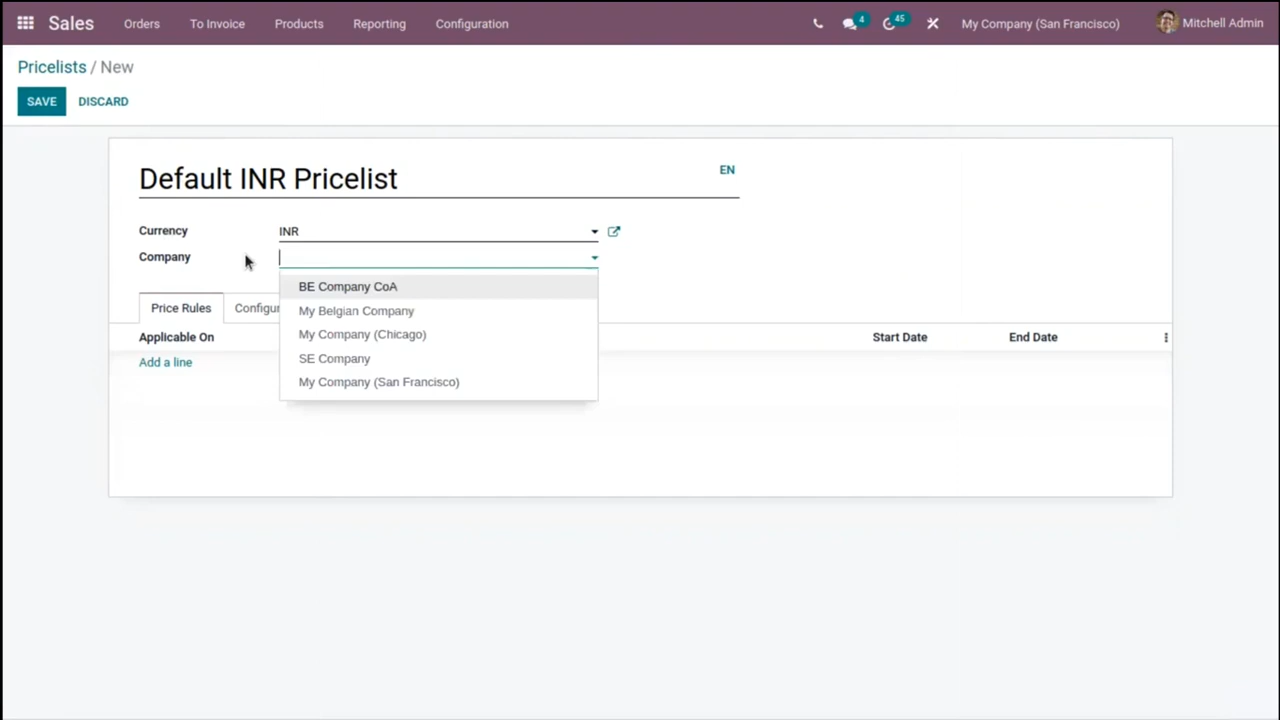 Sales Orders To Invoice Products Reporting Configuration 4 45 My Company (San Francisco) Mitchell Admin
Pricelists / New
SAVE DISCARD
Default INR Pricelist EN
Currency INR
Company
BE Company CoA
My Belgian Company
My Company (Chicago)
SE Company
My Company (San Francisco)
Price Rules Configur
Applicable On Start Date End Date
Add a line